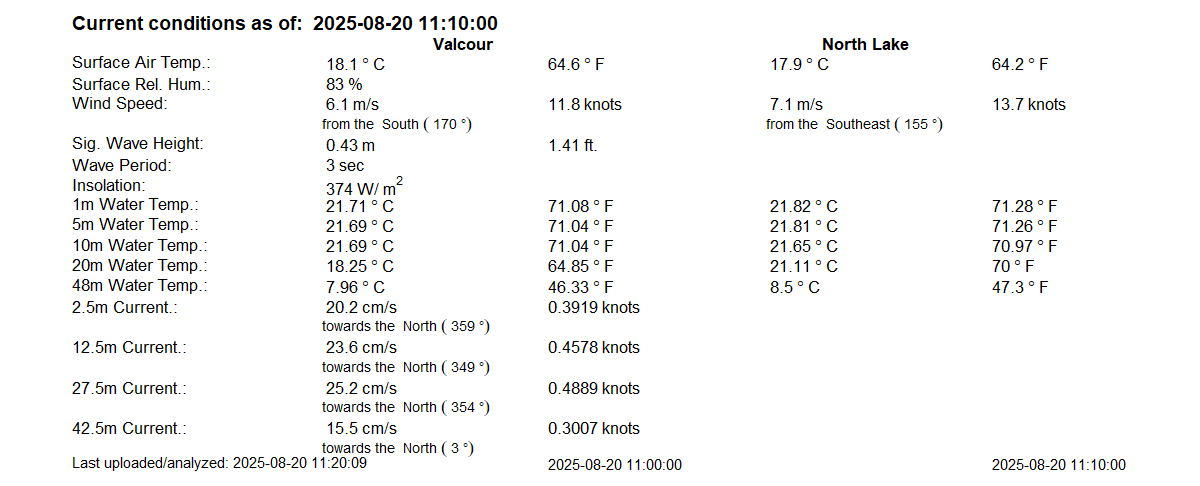 Current conditions as of: 2025-08-20 11:10:00
Valcour North Lake
Surface Air Temp.: 18.1 ° C 64.6 ° F 17.9 ° C 64.2 ° F
Surface Rel. Hum.: 83 %
Wind Speed: 6.1 m/s 11.8 knots 7.1 m/s 13.7 knots
from the South ( 170 °) from the Southeast ( 155 °)
Sig. Wave Height: 0.43 m 1.41 ft.
Wave Period: 3 sec
Insolation: 374 W/ m2
1m Water Temp.: 21.71 ° C 71.08 ° F 21.82 ° C 71.28 ° F
5m Water Temp.: 21.69 ° C 71.04 ° F 21.81 ° C 71.26 ° F
10m Water Temp.: 21.69 ° C 71.04 ° F 21.65 ° C 70.97 ° F
20m Water Temp.: 18.25 ° C 64.85 ° F 21.11 ° C 70 ° F
48m Water Temp.: 7.96 ° C 46.33 ° F 8.5 ° C 47.3 ° F
2.5m Current.: 20.2 cm/s 0.3919 knots
towards the North ( 359 °)
12.5m Current.: 23.6 cm/s 0.4578 knots
towards the North ( 349 °)
27.5m Current.: 25.2 cm/s 0.4889 knots
towards the North ( 354 °)
42.5m Current.: 15.5 cm/s 0.3007 knots
towards the North ( 3 °)
Last uploaded/analyzed: 2025-08-20 11:20:09 2025-08-20 11:00:00 2025-08-20 11:10:00